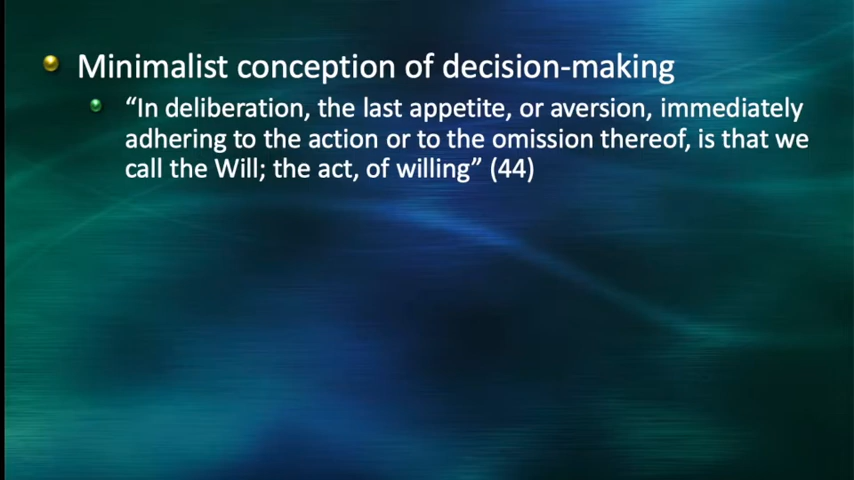 Minimalist conception of decision-making
“In deliberation, the last appetite, or aversion, immediately
adhering to the action or to the omission thereof, is that we
call the Will; the act, of willing” (44)